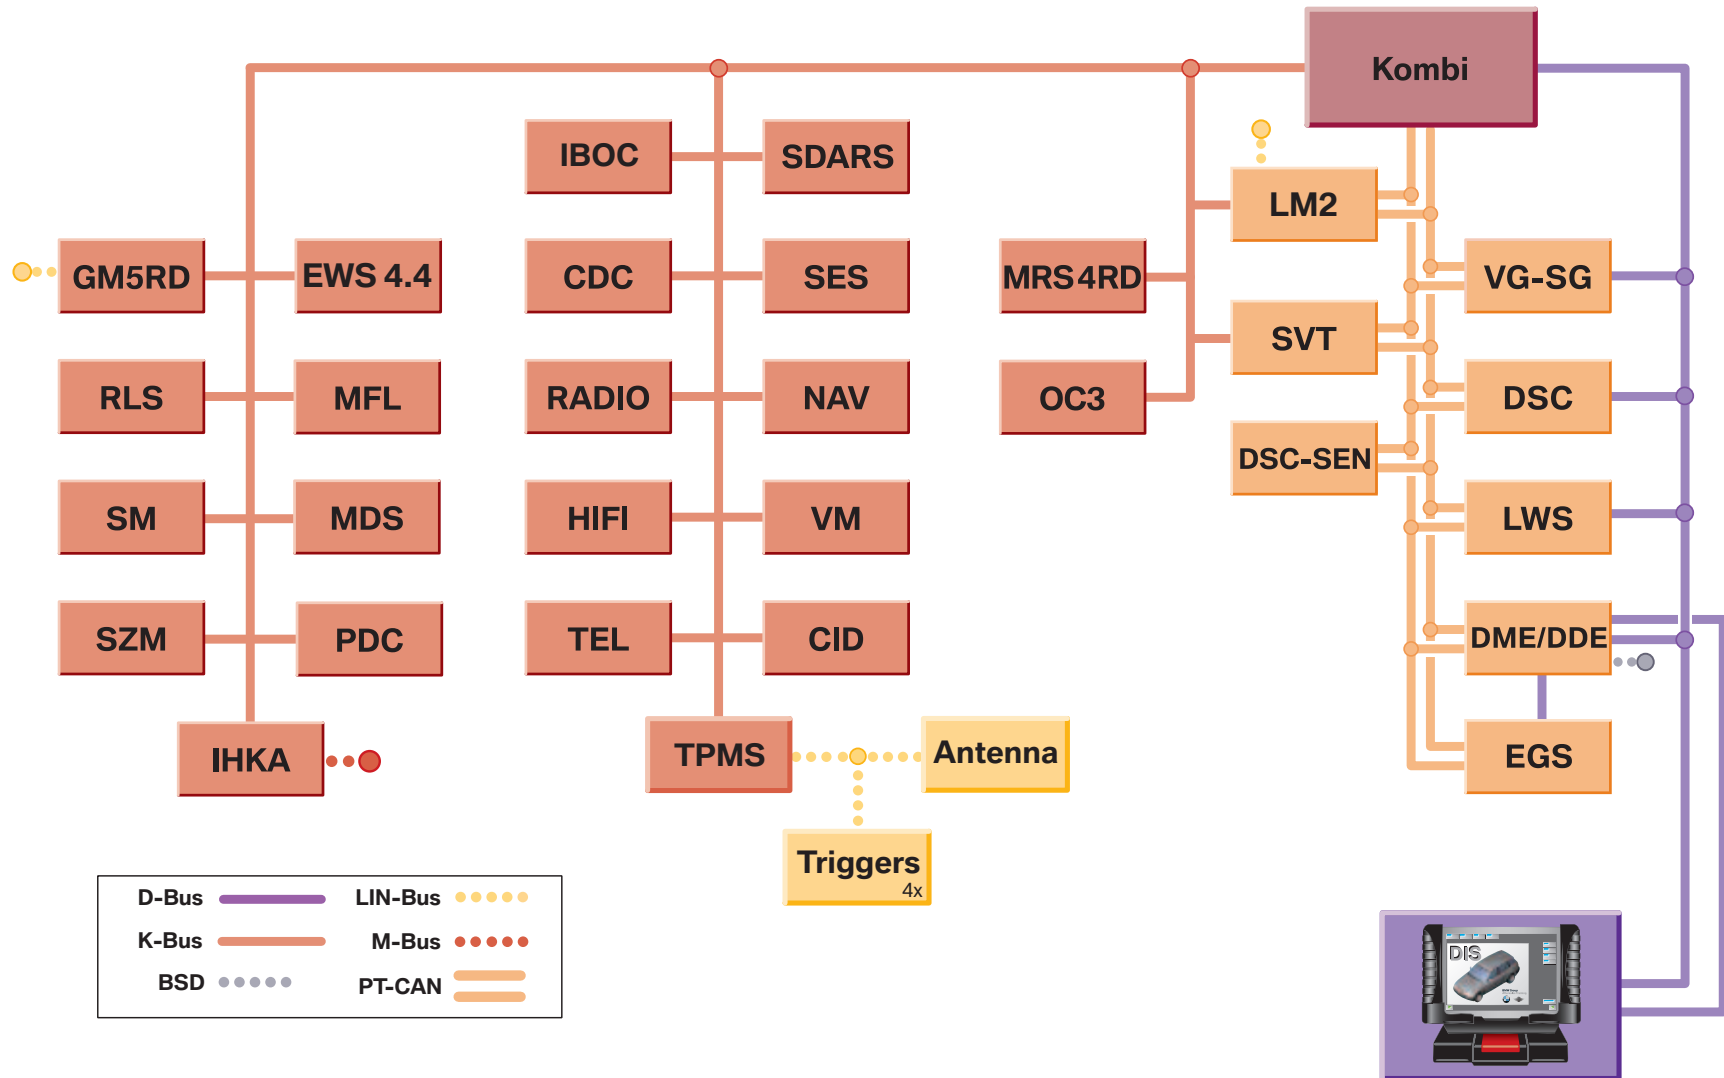 Kombi
IBOC
SDARS
LM2
GM5RD
EWS 4.4
CDC
SES
MRS 4RD
VG-SG
SVT
RLS
MFL
RADIO
NAV
OC3
DSC
DSC-SEN
SM
MDS
HIFI
VM
LWS
SZM
PDC
TEL
CID
DME/DDE
IHKA
TPMS
Antenna
EGS
Triggers
4x
D-Bus
LIN-Bus
K-Bus
M-Bus
BSD
PT-CAN
DIS